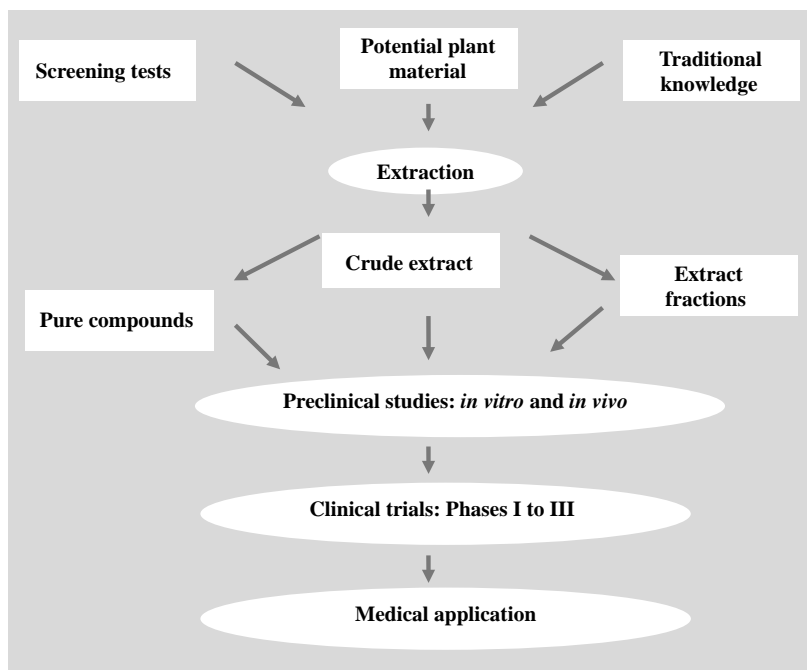 Screening tests
Potential plant
material
Traditional
knowledge
Extraction
Crude extract
Extract
fractions
Pure compounds
Preclinical studies: in vitro and in vivo
Clinical trials: Phases I to III
Medical application